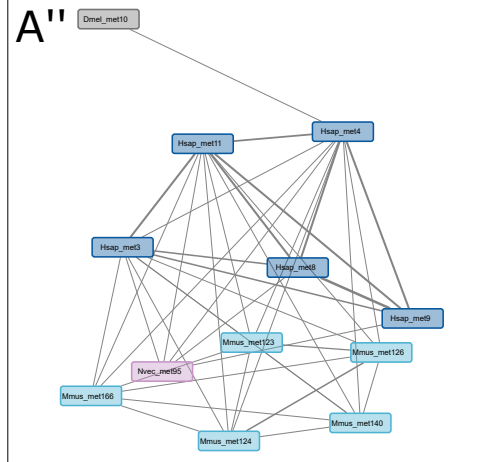 A''
Dmel_met10
Hsap_met4
Hsap_met11
Hsap_met3
Hsap_met8
Hsap_met9
Mmus_met123
Mmus_met126
Nvec_met95
Mmus_met166
Mmus_met140
Mmus_met124